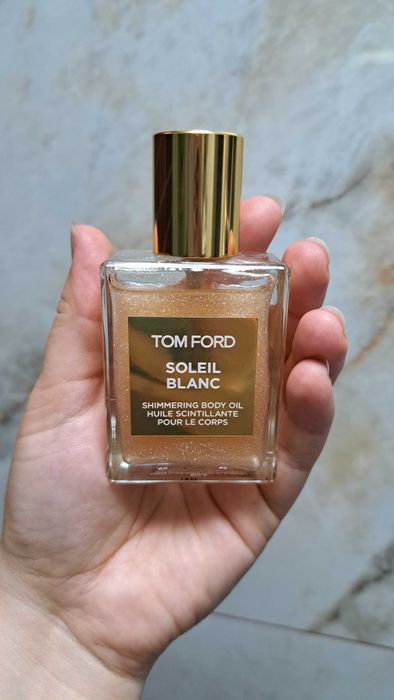 TOM FORD
SOLEIL
BLANC
SHIMMERING BODY OIL
HUILE SCINTILLANTE
POUR LE CORPS